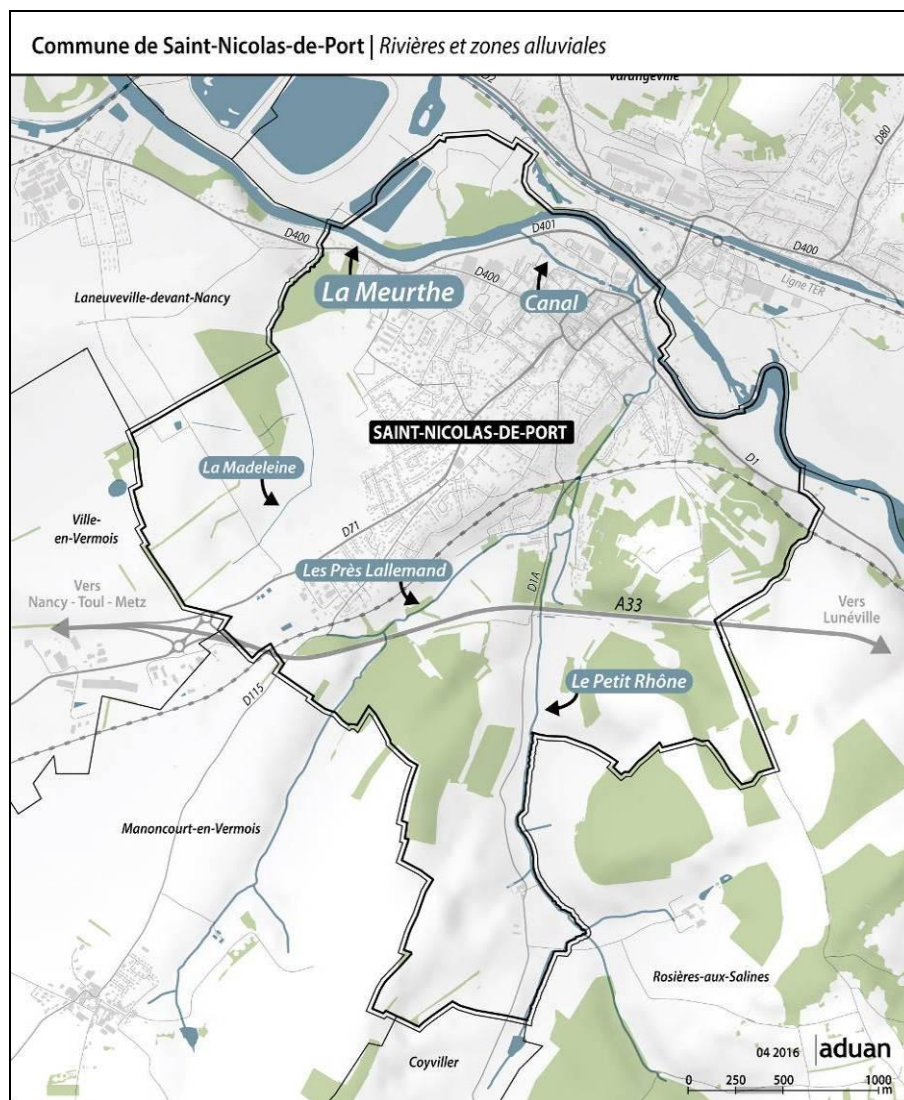 Commune de Saint-Nicolas-de-Port | Rivières et zones alluviales
Varangéville
D80
D400
D401
D400
D400
Ligne TER
La Meurthe
Canal
Laneuveville-devant-Nancy
SAINT-NICOLAS-DE-PORT
La Madeleine
D1
D71
Ville-
en-Vermois
Les Près Lallemand
D1A
Vers
Nancy - Toul - Metz
A33
Vers
Lunéville
D115
Le Petit Rhône
Manoncourt-en-Vermois
Rosières-aux-Salines
Coyviller
04 2016 | aduan
0 250 500 1000
m